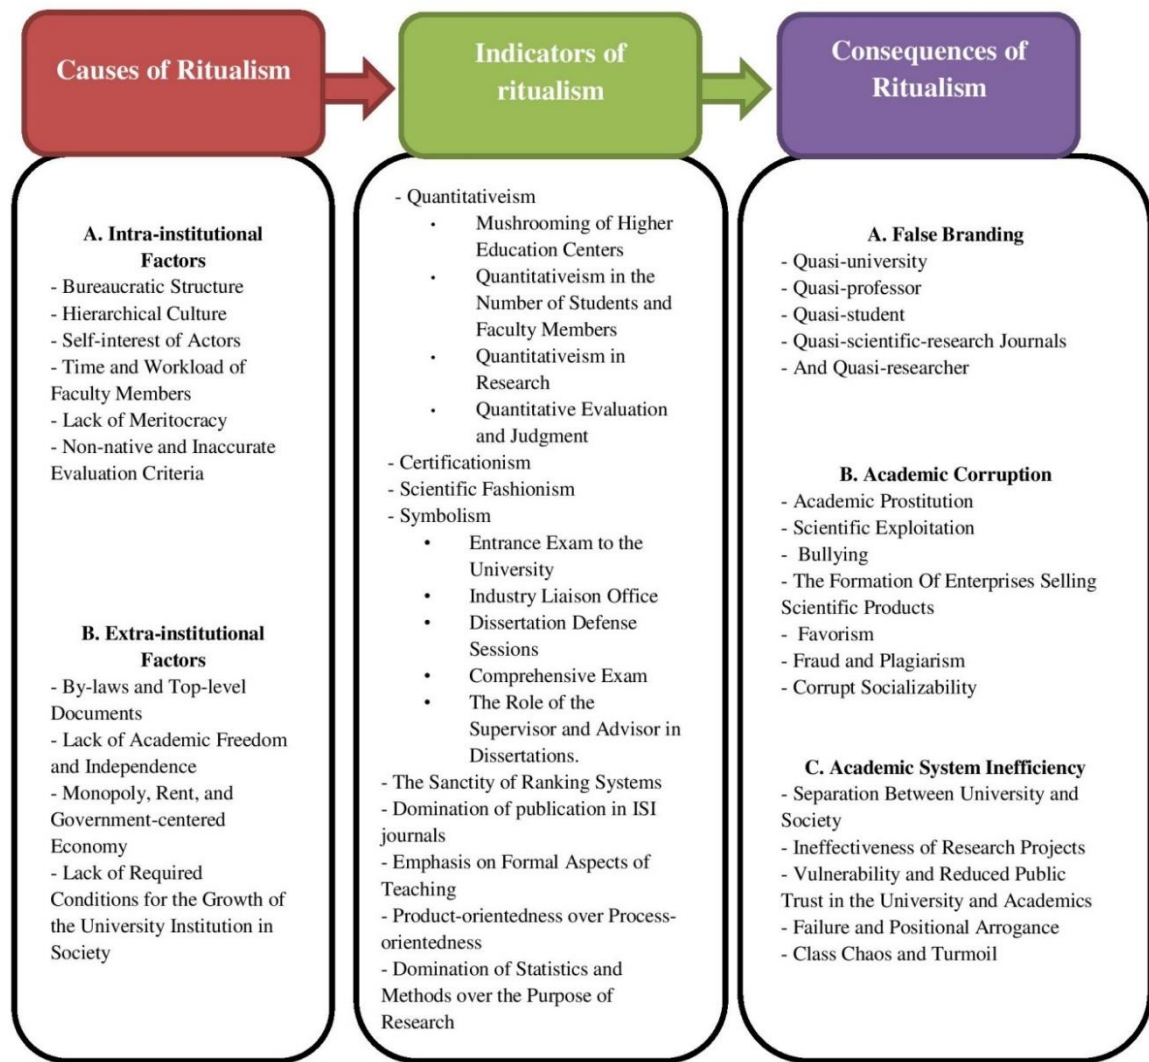 Causes of Ritualism
Indicators of
ritualism
Consequences of
Ritualism
A. Intra-institutional
Factors
- Bureaucratic Structure
- Hierarchical Culture
- Self-interest of Actors
- Time and Workload of
Faculty Members
- Lack of Meritocracy
- Non-native and Inaccurate
Evaluation Criteria
B. Extra-institutional
Factors
- By-laws and Top-level
Documents
- Lack of Academic Freedom
and Independence
- Monopoly, Rent, and
Government-centered
Economy
- Lack of Required
Conditions for the Growth of
the University Institution in
Society
- Quantitativeism
• Mushrooming of Higher
Education Centers
• Quantitativeism in the
Number of Students and
Faculty Members
• Quantitativeism in
Research
• Quantitative Evaluation
and Judgment
- Certificationism
- Scientific Fashionism
- Symbolism
• Entrance Exam to the
University
• Industry Liaison Office
• Dissertation Defense
Sessions
• Comprehensive Exam
• The Role of the
Supervisor and Advisor in
Dissertations.
- The Sanctity of Ranking Systems
- Domination of publication in ISI
journals
- Emphasis on Formal Aspects of
Teaching
- Product-orientedness over Process-
orientedness
- Domination of Statistics and
Methods over the Purpose of
Research
A. False Branding
- Quasi-university
- Quasi-professor
- Quasi-student
- Quasi-scientific-research Journals
- And Quasi-researcher
B. Academic Corruption
- Academic Prostitution
- Scientific Exploitation
- Bullying
- The Formation Of Enterprises Selling
Scientific Products
- Favorism
- Fraud and Plagiarism
- Corrupt Socializability
C. Academic System Inefficiency
- Separation Between University and
Society
- Ineffectiveness of Research Projects
- Vulnerability and Reduced Public
Trust in the University and Academics
- Failure and Positional Arrogance
- Class Chaos and Turmoil